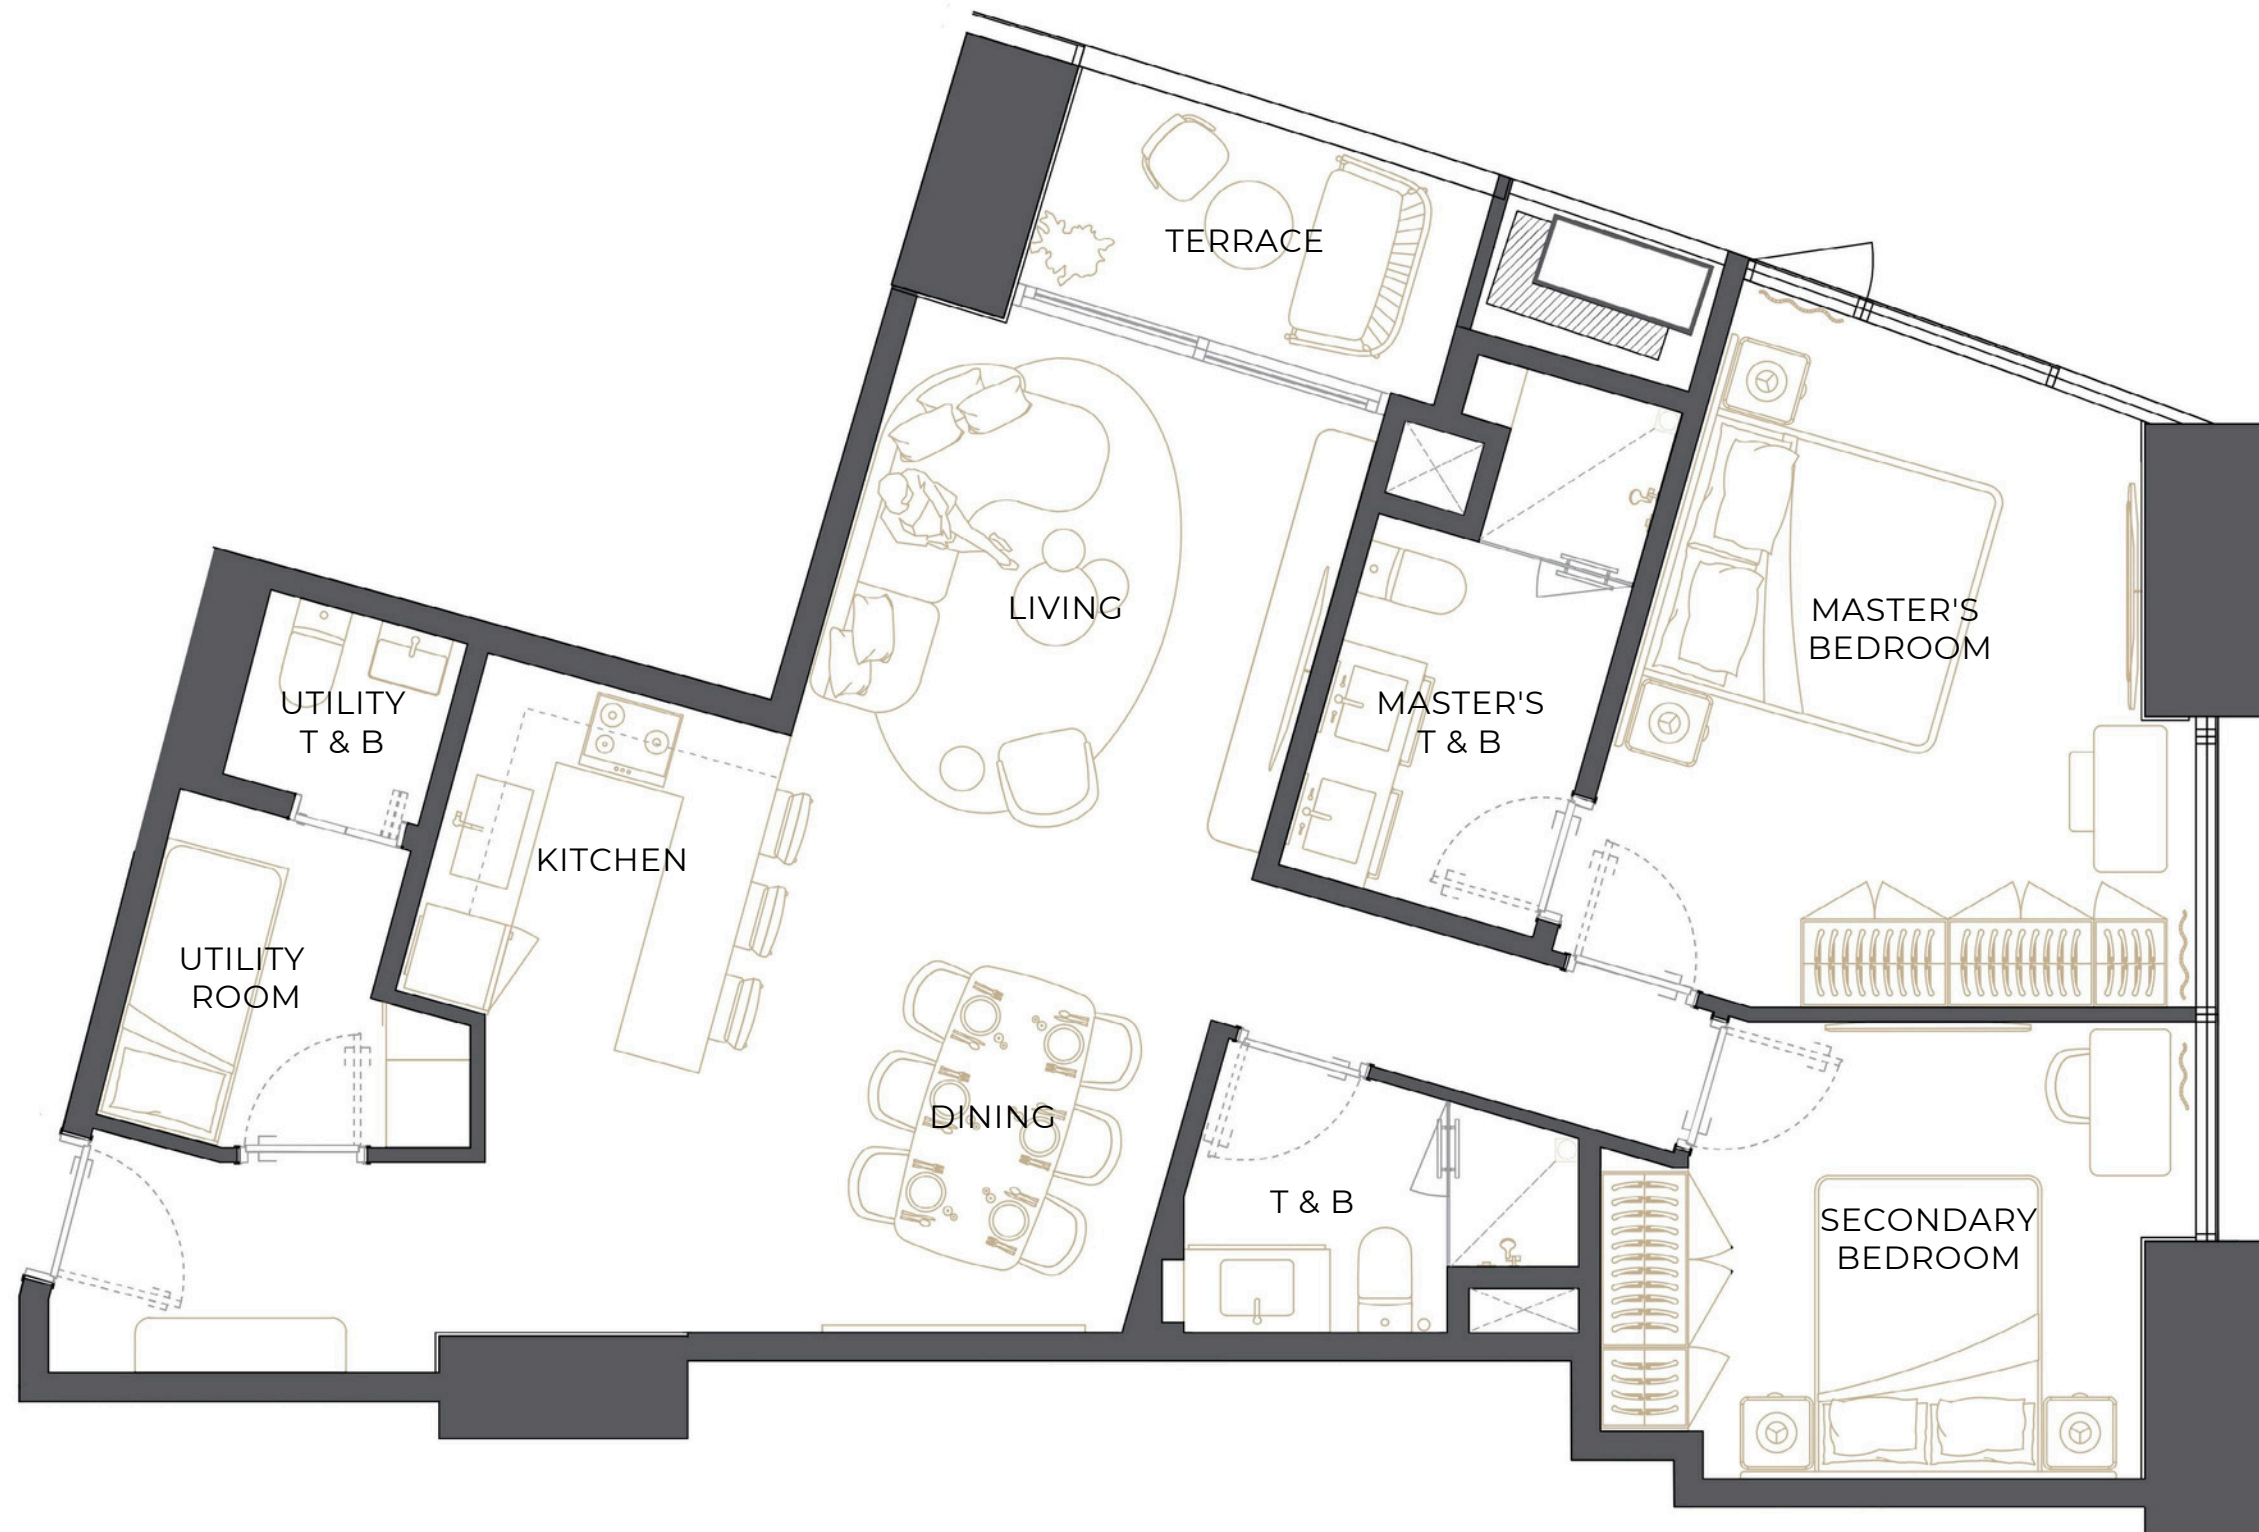 TERRACE
LIVING
MASTER'S
BEDROOM
UTILITY
T & B
MASTER'S
T & B
KITCHEN
UTILITY
ROOM
DINING
T & B
SECONDARY
BEDROOM